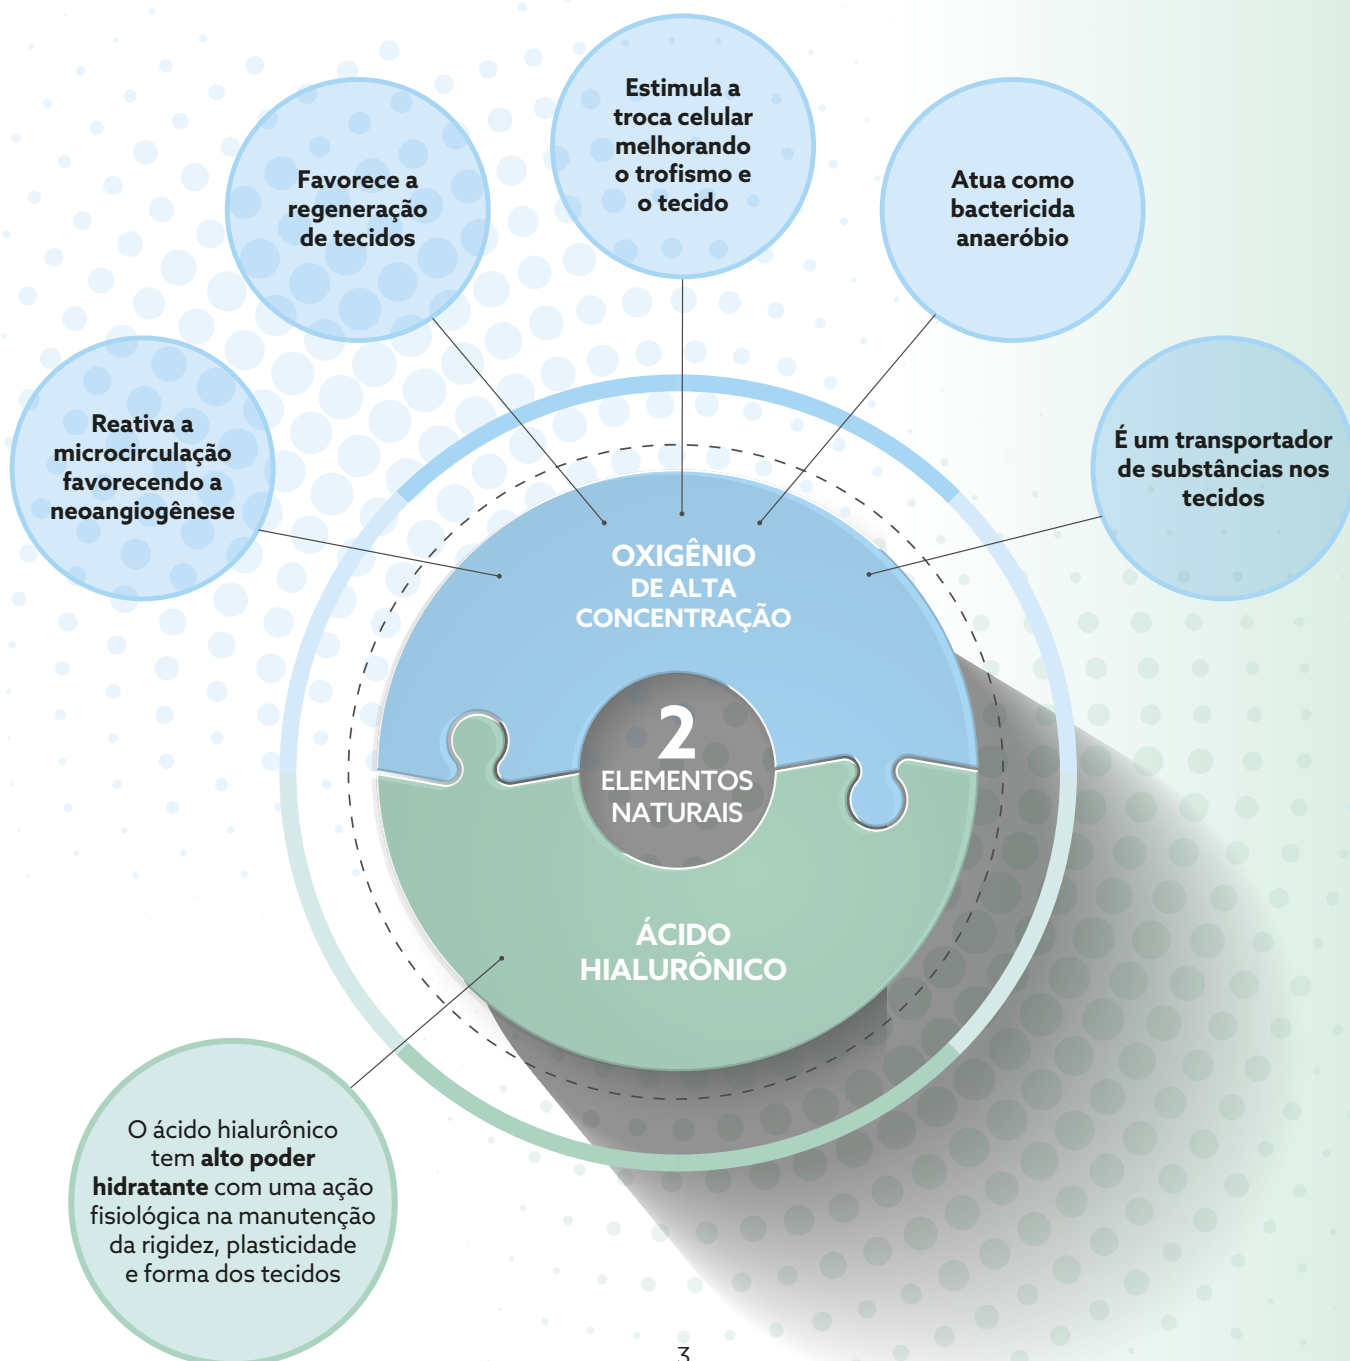 Estimula a
troca celular
melhorando
o trofismo e
o tecido
Favorece a
regeneração
de tecidos
Atua como
bactericida
anaeróbio
Reativa a
microcirculação
favorecendo a
neoangiogênese
É um transportador
de substâncias nos
tecidos
OXIGÊNIO
DE ALTA
CONCENTRAÇÃO
2
ELEMENTOS
NATURAIS
ÁCIDO
HIALURÔNICO
O ácido hialurônico
tem alto poder
hidratante com uma ação
fisiológica na manutenção
da rigidez, plasticidade
e forma dos tecidos
3